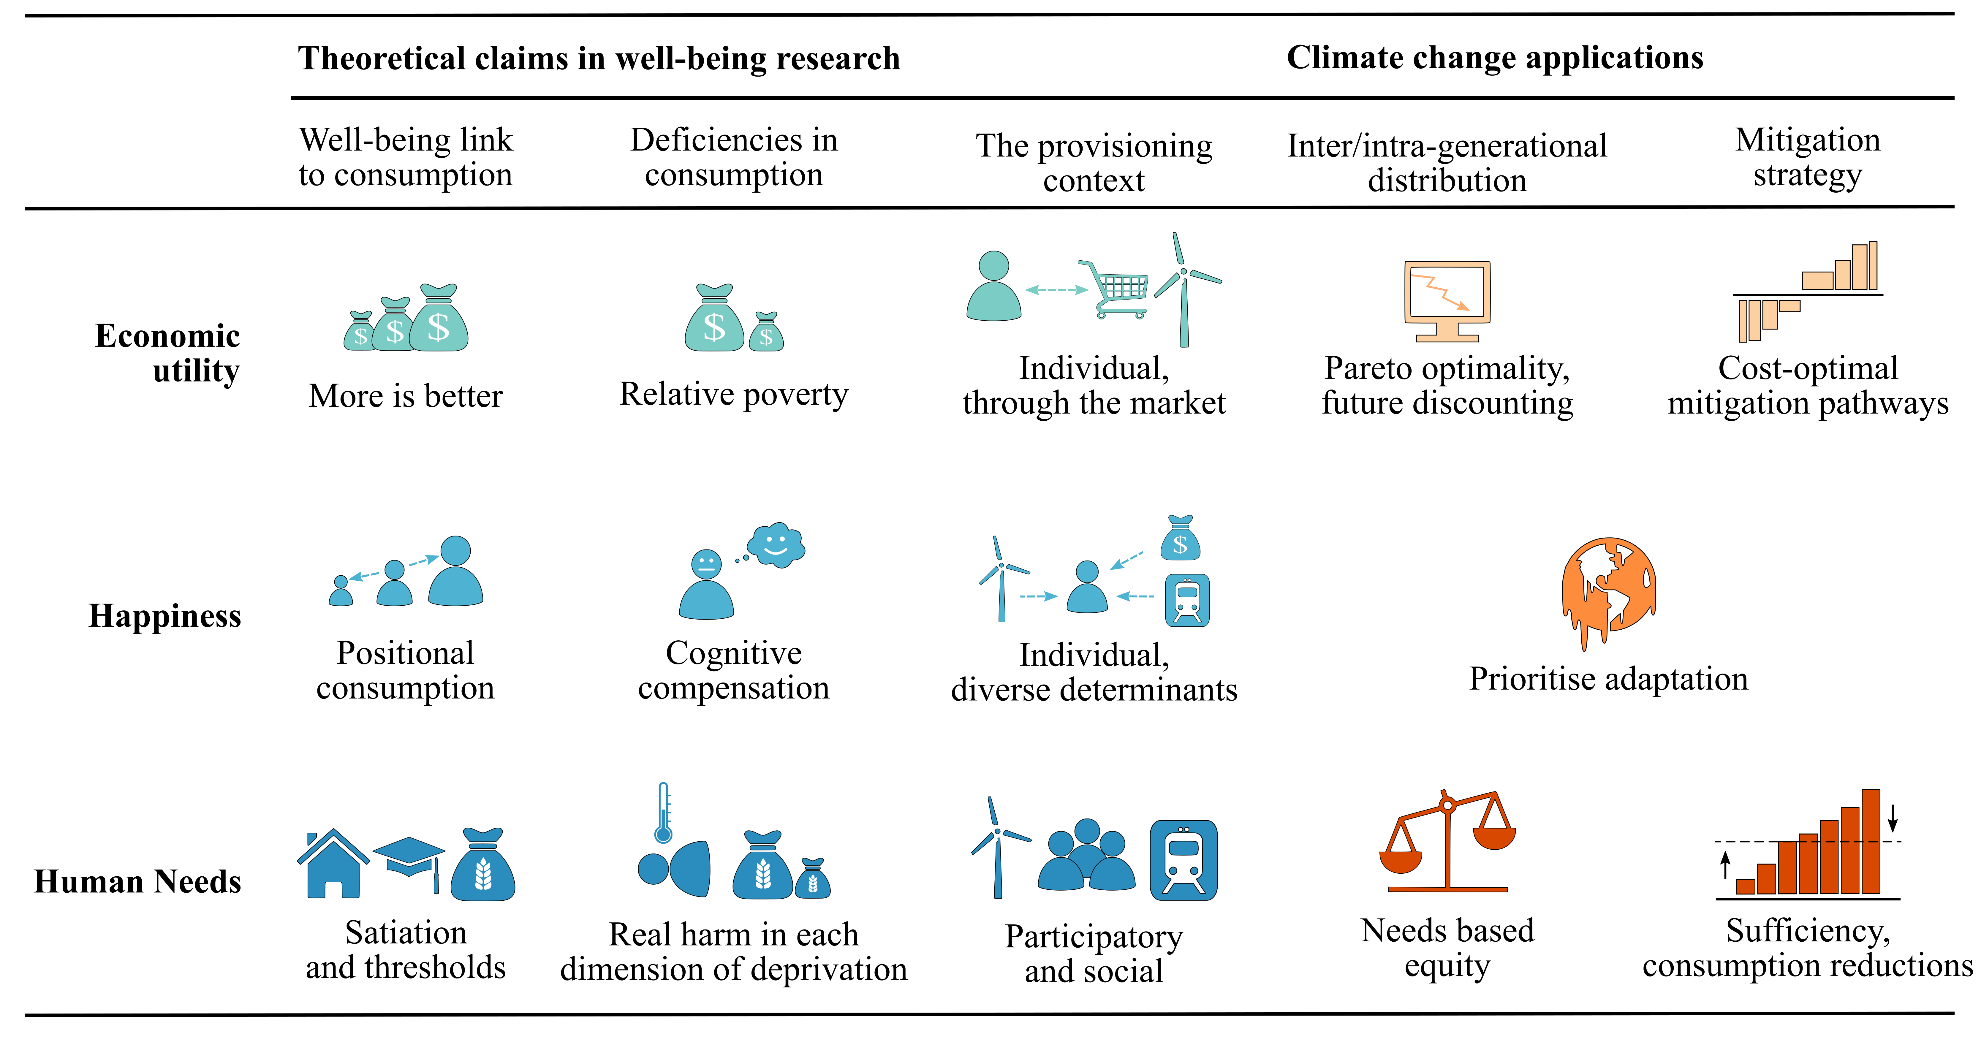 Theoretical claims in well-being research
Climate change applications
Well-being link
to consumption
Deficiencies in
consumption
The provisioning
context
Inter/intra-generational
distribution
Mitigation
strategy
Economic
utility
$ $ $
More is better
$ $
Relative poverty
Individual,
through the market
Pareto optimality,
future discounting
Cost-optimal
mitigation pathways
Happiness
Positional
consumption
Cognitive
compensation
$
Individual,
diverse determinants
Prioritise adaptation
Human Needs
Satiation
and thresholds
Real harm in each
dimension of deprivation
Participatory
and social
Needs based
equity
Sufficiency,
consumption reductions